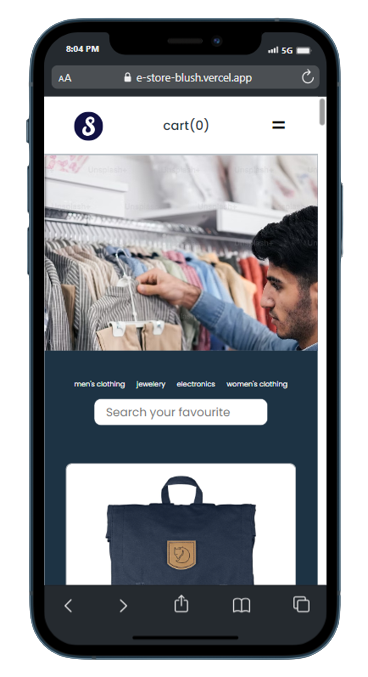 8:04 PM
5G
AA
e-store-blush.vercel.app
S
cart(0)
men's clothing jewelery electronics women's clothing
Search your favourite